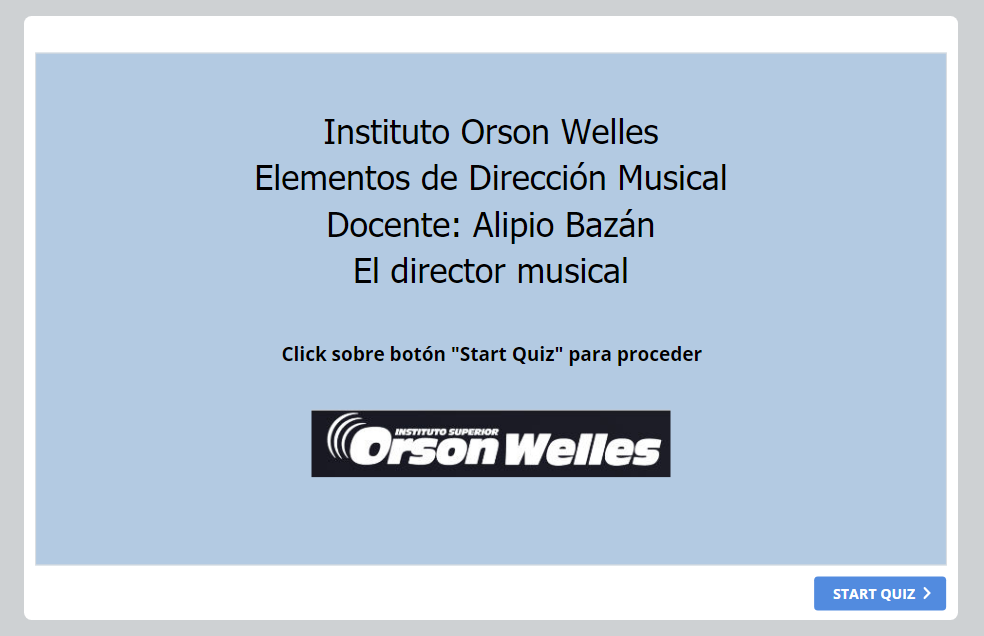 Instituto Orson Welles
Elementos de Dirección Musical
Docente: Alipio Bazán
El director musical
Click sobre botón "Start Quiz" para proceder
INSTITUTO SUPERIOR
Orson Welles
START QUIZ